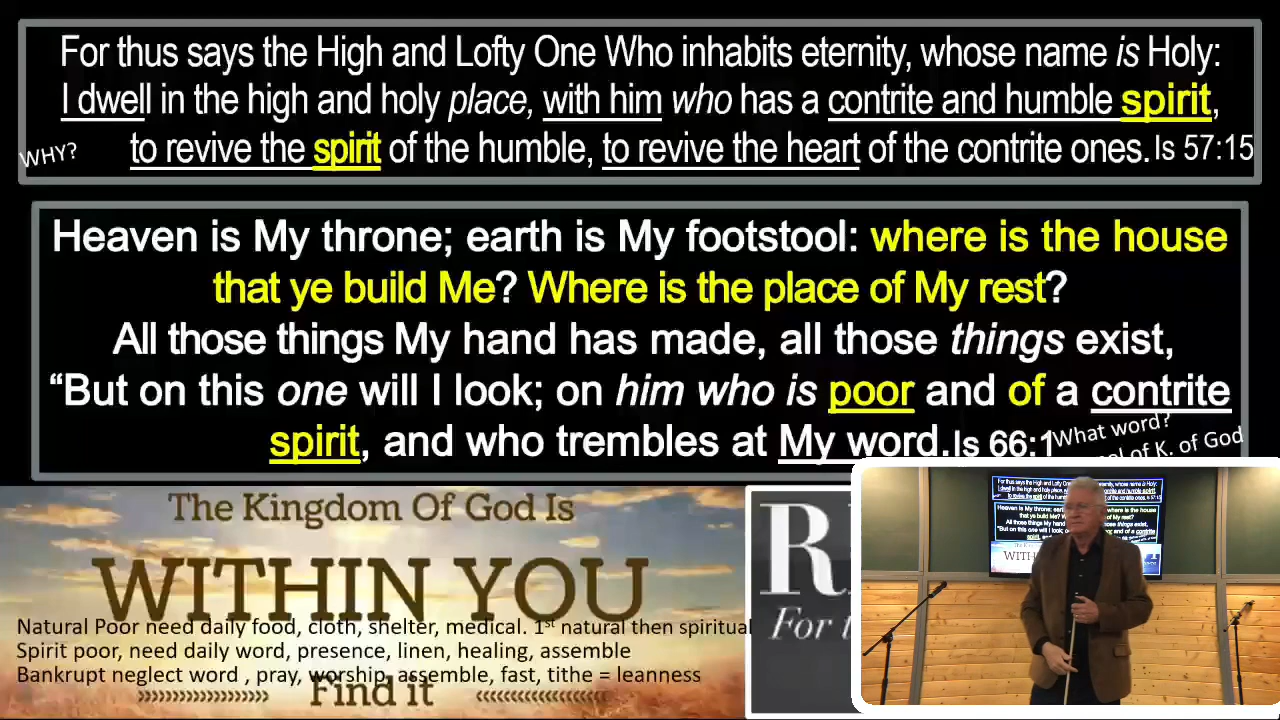 For thus says the High and Lofty One Who inhabits eternity, whose name is Holy:
I dwell in the high and holy place, with him who has a contrite and humble spirit,
WHY? to revive the spirit of the humble, to revive the heart of the contrite ones. Is 57:15
Heaven is My throne; earth is My footstool: where is the house
that ye build Me? Where is the place of My rest?
All those things My hand has made, all those things exist,
“But on this one will I look; on him who is poor and of a contrite
spirit, and who trembles at My word. Is 66:1
What word?
of K. of God
The Kingdom Of God Is
WITHIN YOU
Natural Poor need daily food, cloth, shelter, medical. 1st natural then spiritual
Spirit poor, need daily word, presence, linen, healing, assemble
Bankrupt neglect word , pray, worship, assemble, fast, tithe = leanness
»»»»»»»»»» Find it ««««««««««
For